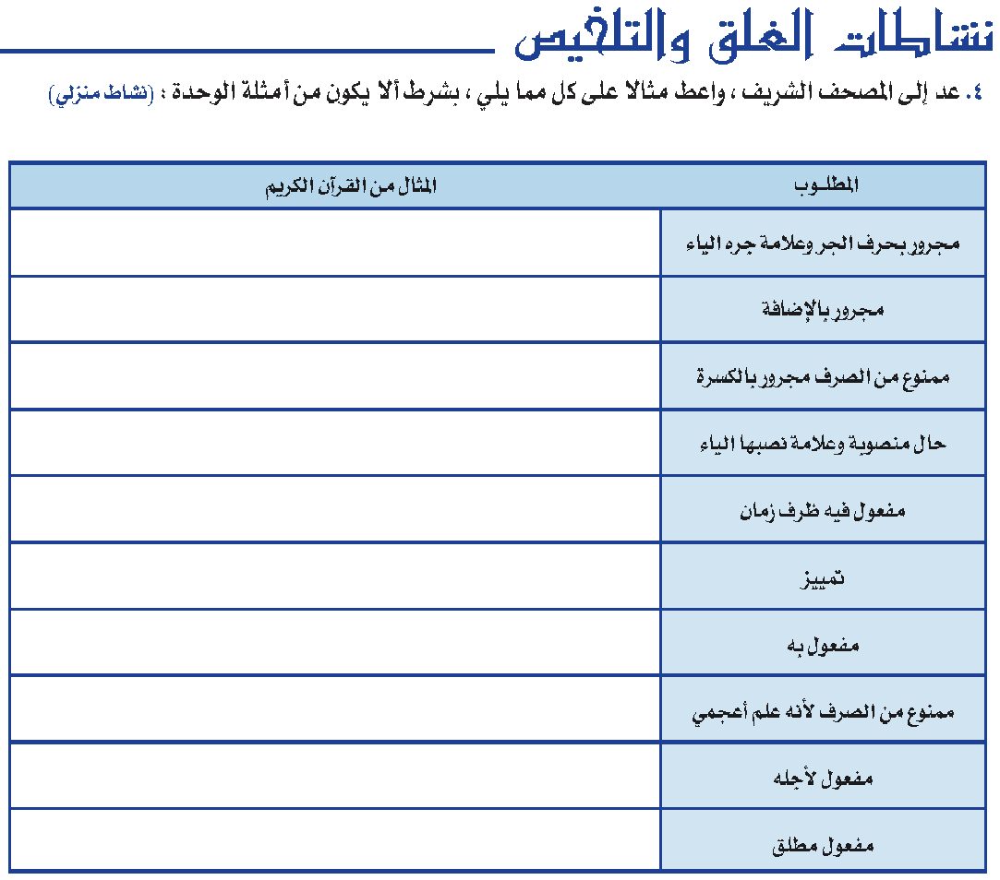 نشاطات الغلق والتلخيص
٤. عد إلى المصحف الشريف ، واعط مثالا على كل مما يلي ، بشرط ألا يكون من أمثلة الوحدة : (نشاط منزلي)
المطلـوب المثال من القرآن الكريم
مجرور بحرف الجر وعلامة جره الياء
مجرور بالإضافة
ممنوع من الصرف مجرور بالكسرة
حال منصوبة وعلامة نصبها الياء
مفعول فيه ظرف زمان
تمييز
مفعول به
ممنوع من الصرف لأنه علم أعجمي
مفعول لأجله
مفعول مطلق